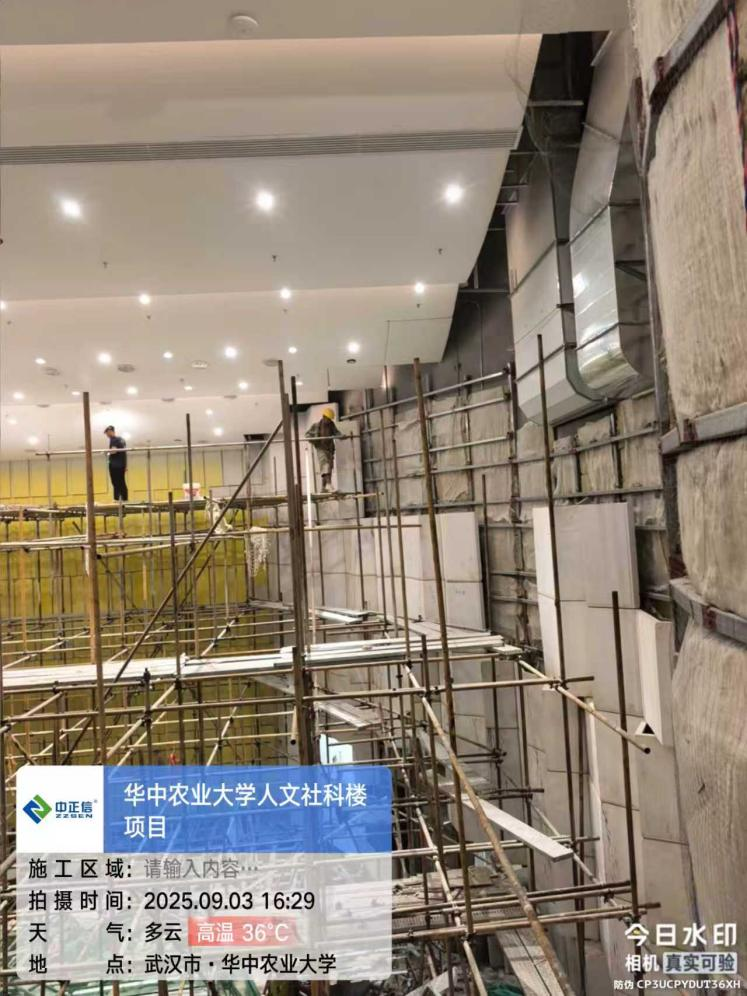 中正信
ZZSEN
华中农业大学人文社科楼
项目
施工区域：请输入内容···
拍摄时间：2025.09.03 16:29
天气：多云 高温 36°C
地点：武汉市·华中农业大学
今日水印
相机 真实可验
防伪 CP3UCPYDUT36XH